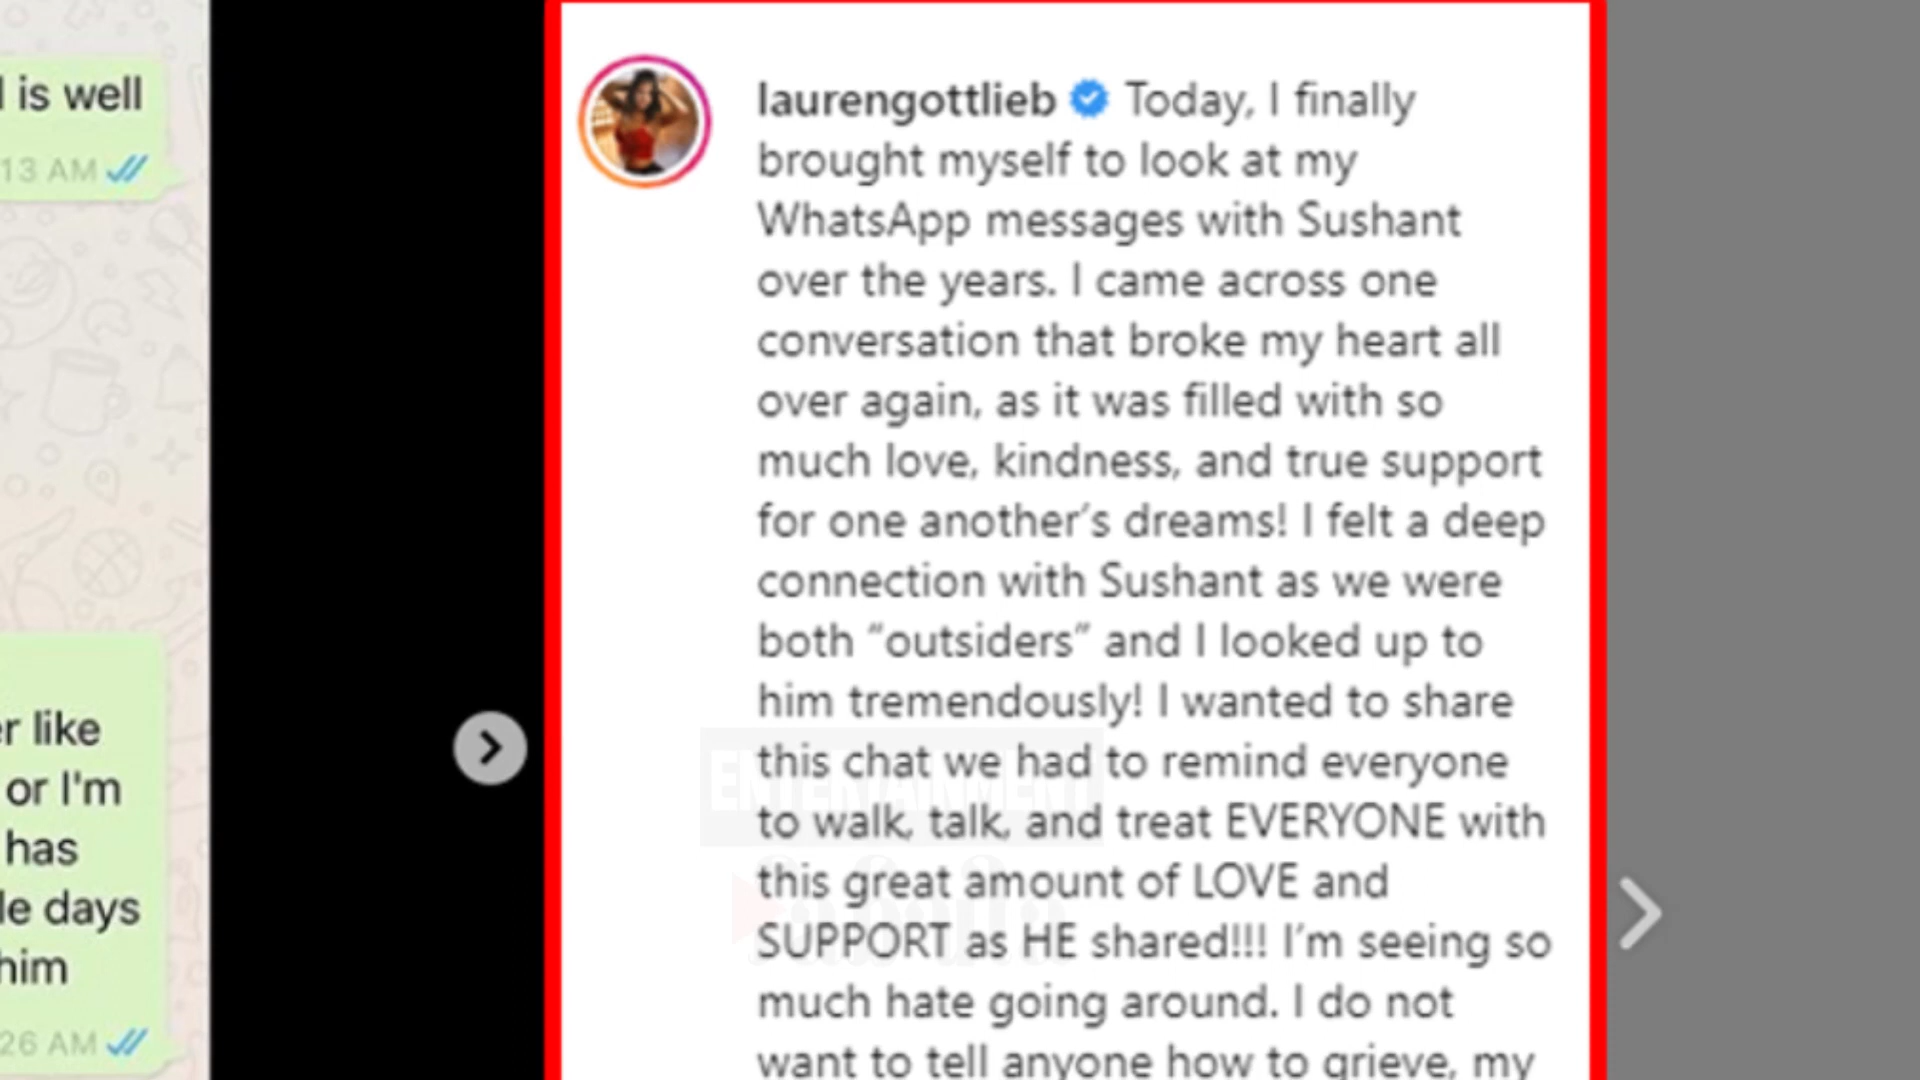 l is well
13 AM
er like
or I'm
has
le days
him
26 AM
laurengottlieb Today, I finally
brought myself to look at my
WhatsApp messages with Sushant
over the years. I came across one
conversation that broke my heart all
over again, as it was filled with so
much love, kindness, and true support
for one another's dreams! I felt a deep
connection with Sushant as we were
both “outsiders” and I looked up to
him tremendously! I wanted to share
this chat we had to remind everyone
to walk, talk, and treat EVERYONE with
this great amount of LOVE and
SUPPORT as HE shared!!! I'm seeing so
much hate going around. I do not
want to tell anyone how to grieve, my
ENTERTAINMENT